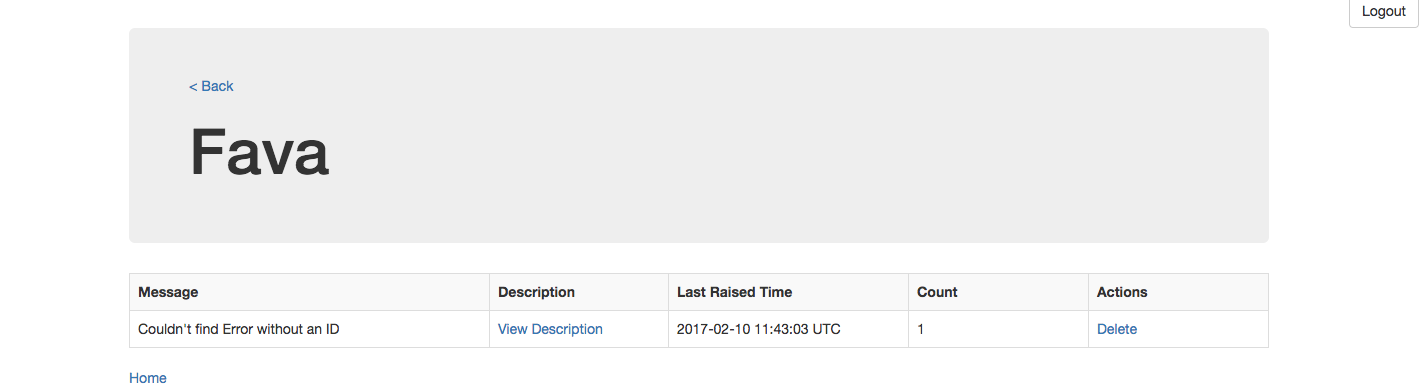 Logout
< Back
Fava
Message Description Last Raised Time Count Actions
Couldn't find Error without an ID View Description 2017-02-10 11:43:03 UTC 1 Delete
Home